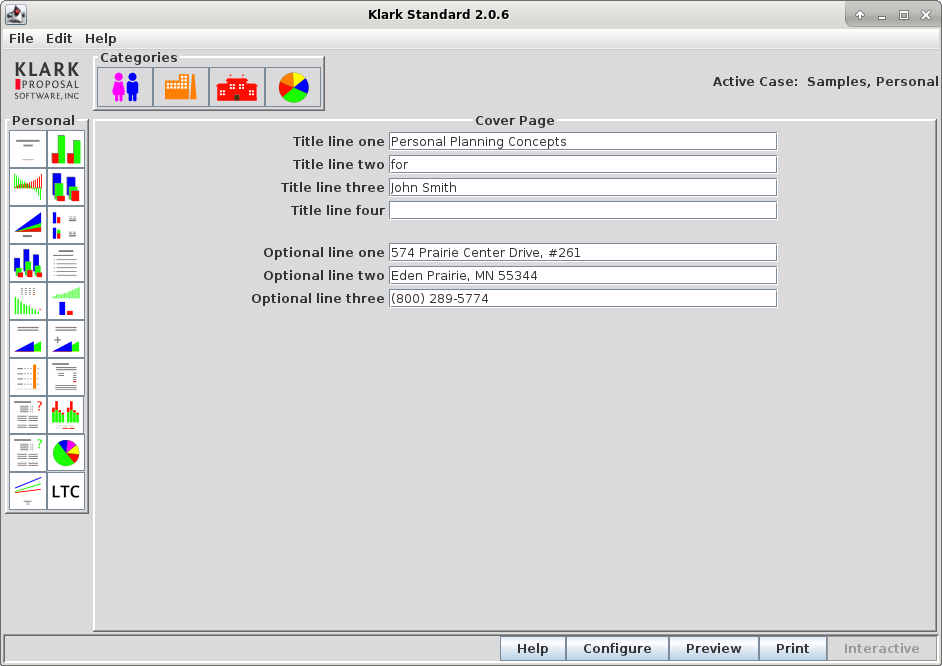 Klark Standard 2.0.6
File Edit Help
KLARK
PROPOSAL
SOFTWARE, INC
Categories
Active Case: Samples, Personal
Personal
LTC
Cover Page
Title line one Personal Planning Concepts
Title line two for
Title line three John Smith
Title line four
Optional line one 574 Prairie Center Drive, #261
Optional line two Eden Prairie, MN 55344
Optional line three (800) 289-5774
Help Configure Preview Print Interactive